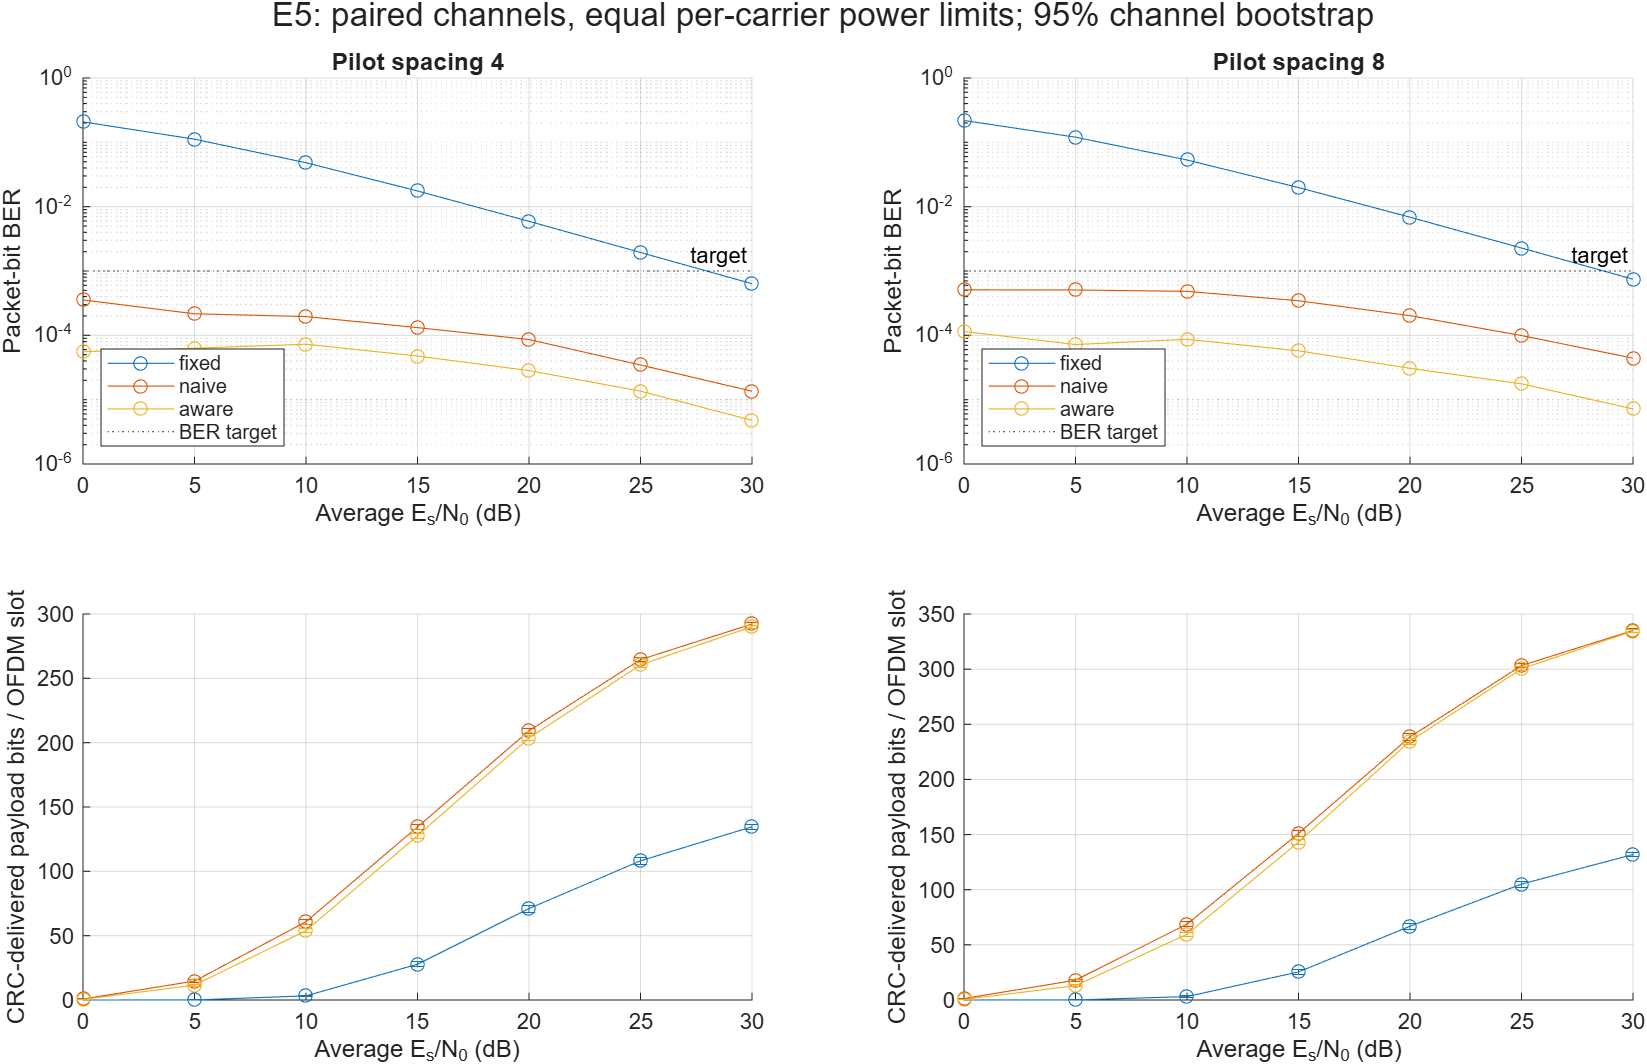 E5: paired channels, equal per-carrier power limits; 95% channel bootstrap
Pilot spacing 4
Packet-bit BER
10^0
10^-2
10^-4
10^-6
target
fixed
naive
aware
BER target
0 5 10 15 20 25 30
Average E_s/N_0 (dB)
Pilot spacing 8
Packet-bit BER
10^0
10^-2
10^-4
10^-6
target
fixed
naive
aware
BER target
0 5 10 15 20 25 30
Average E_s/N_0 (dB)
CRC-delivered payload bits / OFDM slot
300
250
200
150
100
50
0
0 5 10 15 20 25 30
Average E_s/N_0 (dB)
CRC-delivered payload bits / OFDM slot
350
300
250
200
150
100
50
0
0 5 10 15 20 25 30
Average E_s/N_0 (dB)